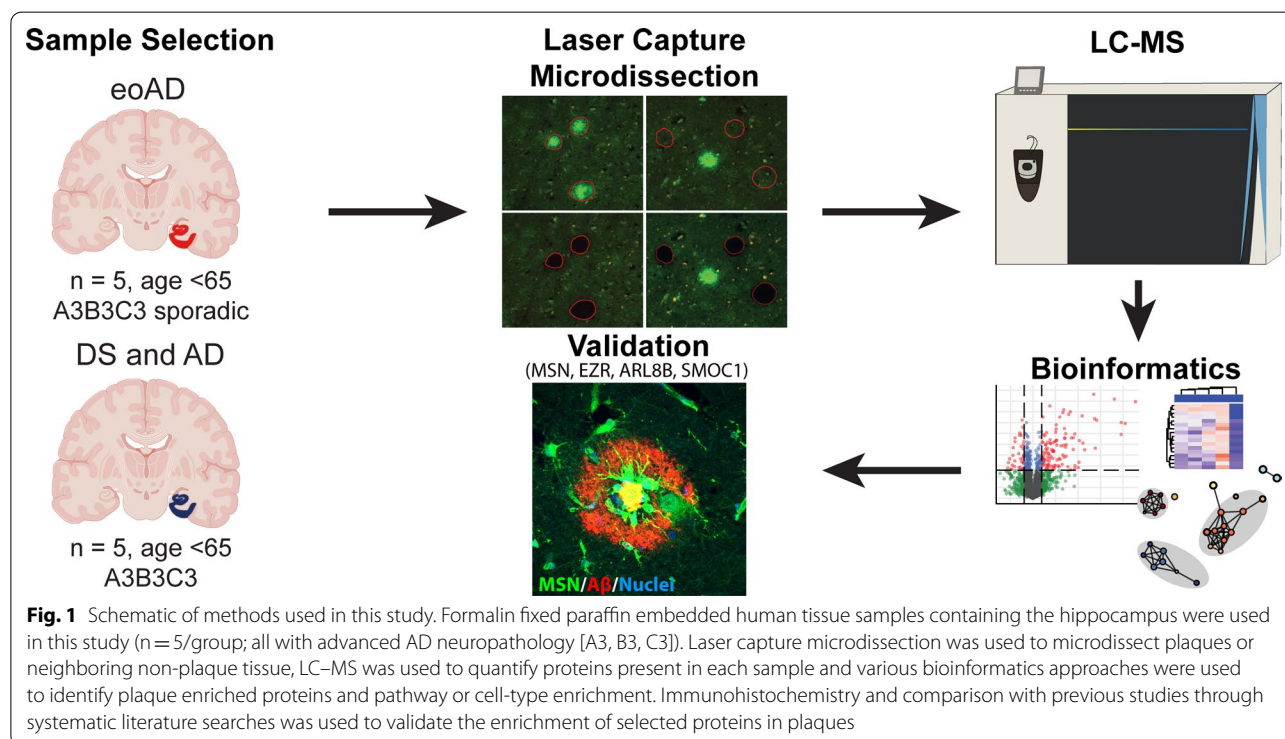 Sample Selection
eoAD
n = 5, age <65
A3B3C3 sporadic
DS and AD
n = 5, age <65
A3B3C3
Laser Capture
Microdissection
LC-MS
Bioinformatics
Validation
(MSN, EZR, ARL8B, SMOC1)
MSN/Aβ/Nuclei
Fig. 1 Schematic of methods used in this study. Formalin fixed paraffin embedded human tissue samples containing the hippocampus were used
in this study (n = 5/group; all with advanced AD neuropathology [A3, B3, C3]). Laser capture microdissection was used to microdissect plaques or
neighboring non-plaque tissue, LC–MS was used to quantify proteins present in each sample and various bioinformatics approaches were used
to identify plaque enriched proteins and pathway or cell-type enrichment. Immunohistochemistry and comparison with previous studies through
systematic literature searches was used to validate the enrichment of selected proteins in plaques